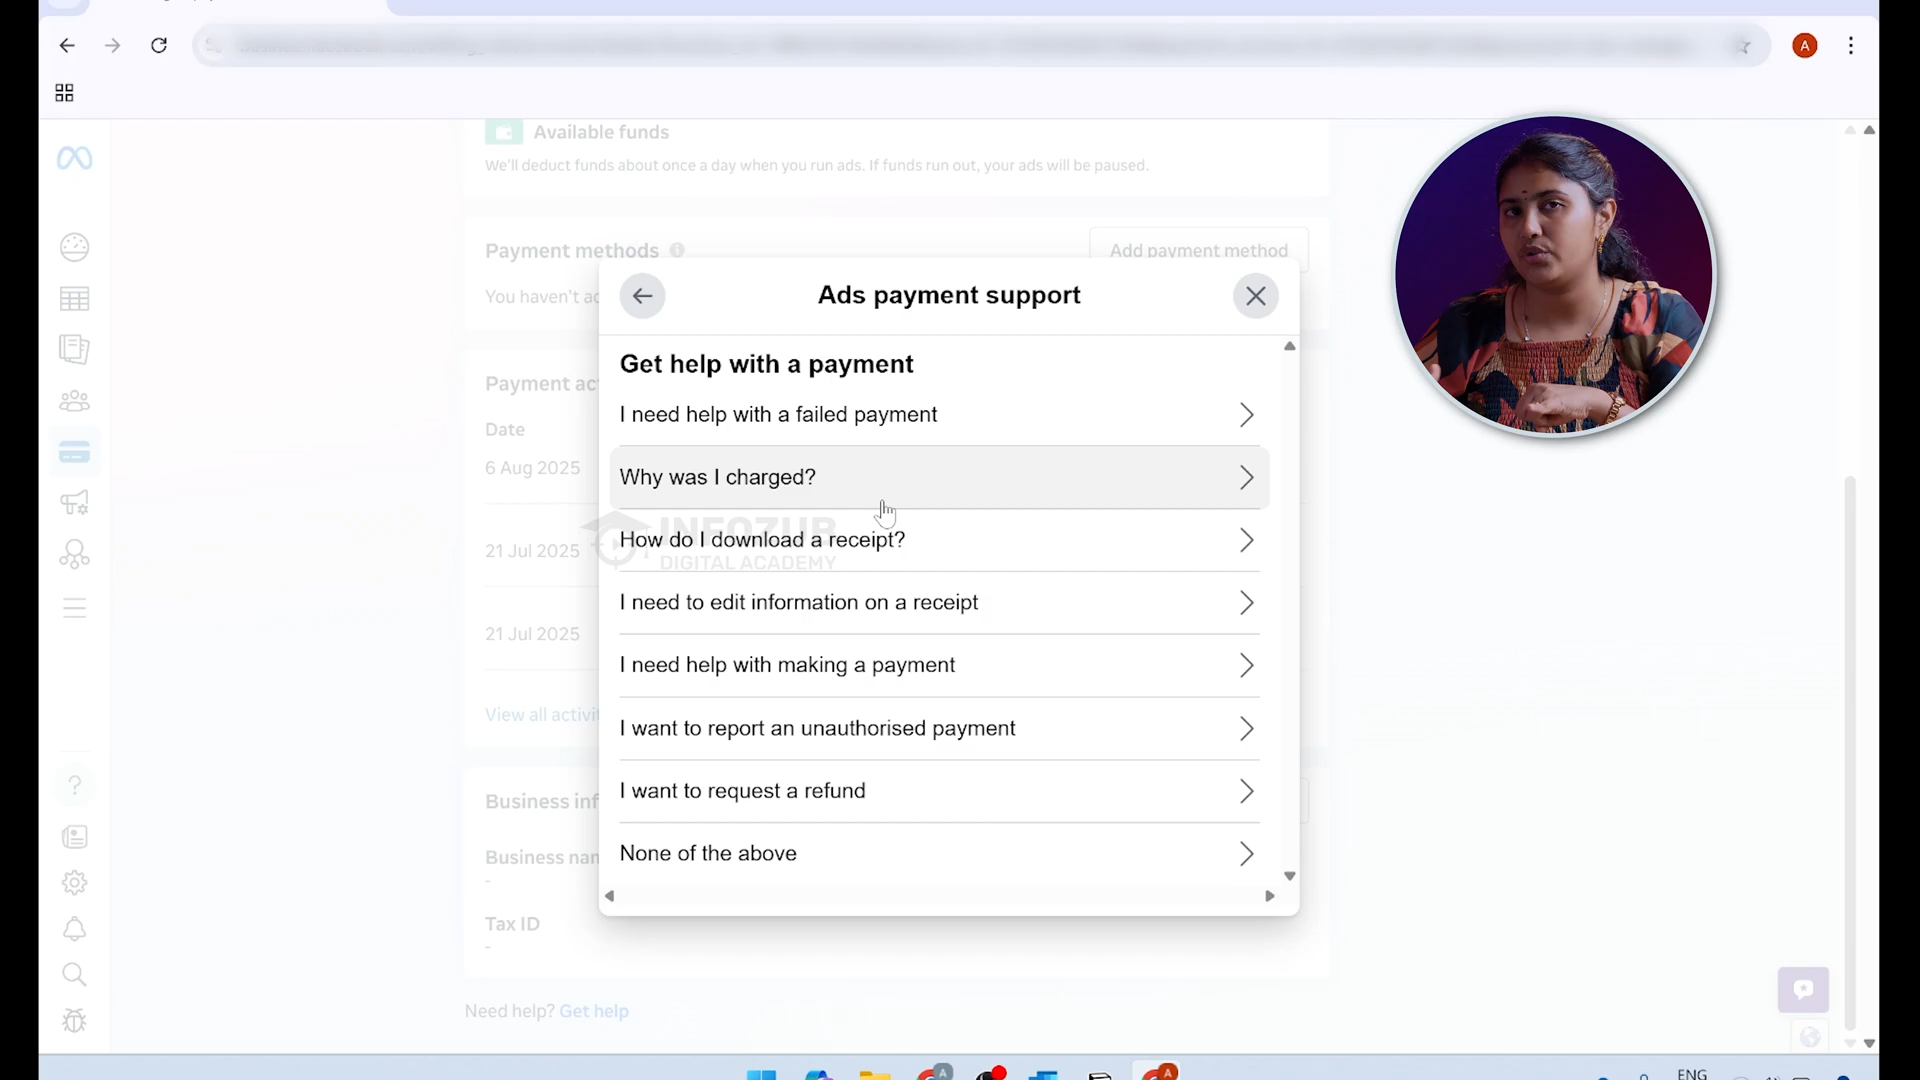 A
Available funds
We'll deduct funds about once a day when you run ads. If funds run out, your ads will be paused.
Payment methods
Add payment method
You haven't ad
Ads payment support
Get help with a payment
I need help with a failed payment
Why was I charged?
How do I download a receipt?
I need to edit information on a receipt
I need help with making a payment
I want to report an unauthorised payment
I want to request a refund
None of the above
INFOZUB
DIGITAL ACADEMY
Payment act
Date
6 Aug 2025
21 Jul 2025
21 Jul 2025
View all activit
Business inf
Business nam
-
Tax ID
-
Need help? Get help
A
A
ENG